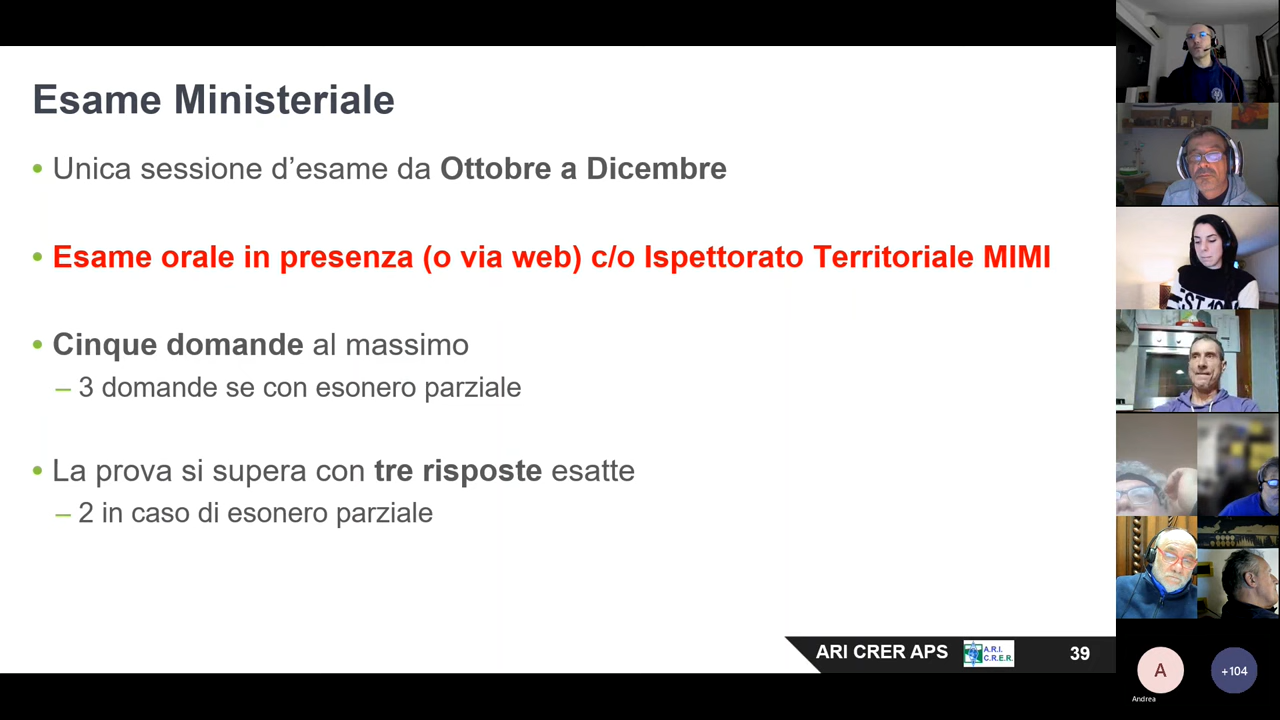 Esame Ministeriale
• Unica sessione d’esame da Ottobre a Dicembre
• Esame orale in presenza (o via web) c/o Ispettorato Territoriale MIMI
• Cinque domande al massimo
– 3 domande se con esonero parziale
• La prova si supera con tre risposte esatte
– 2 in caso di esonero parziale
ARI CRER APS
A.R.I.
C.R.E.R.
39
A
Andrea
+104